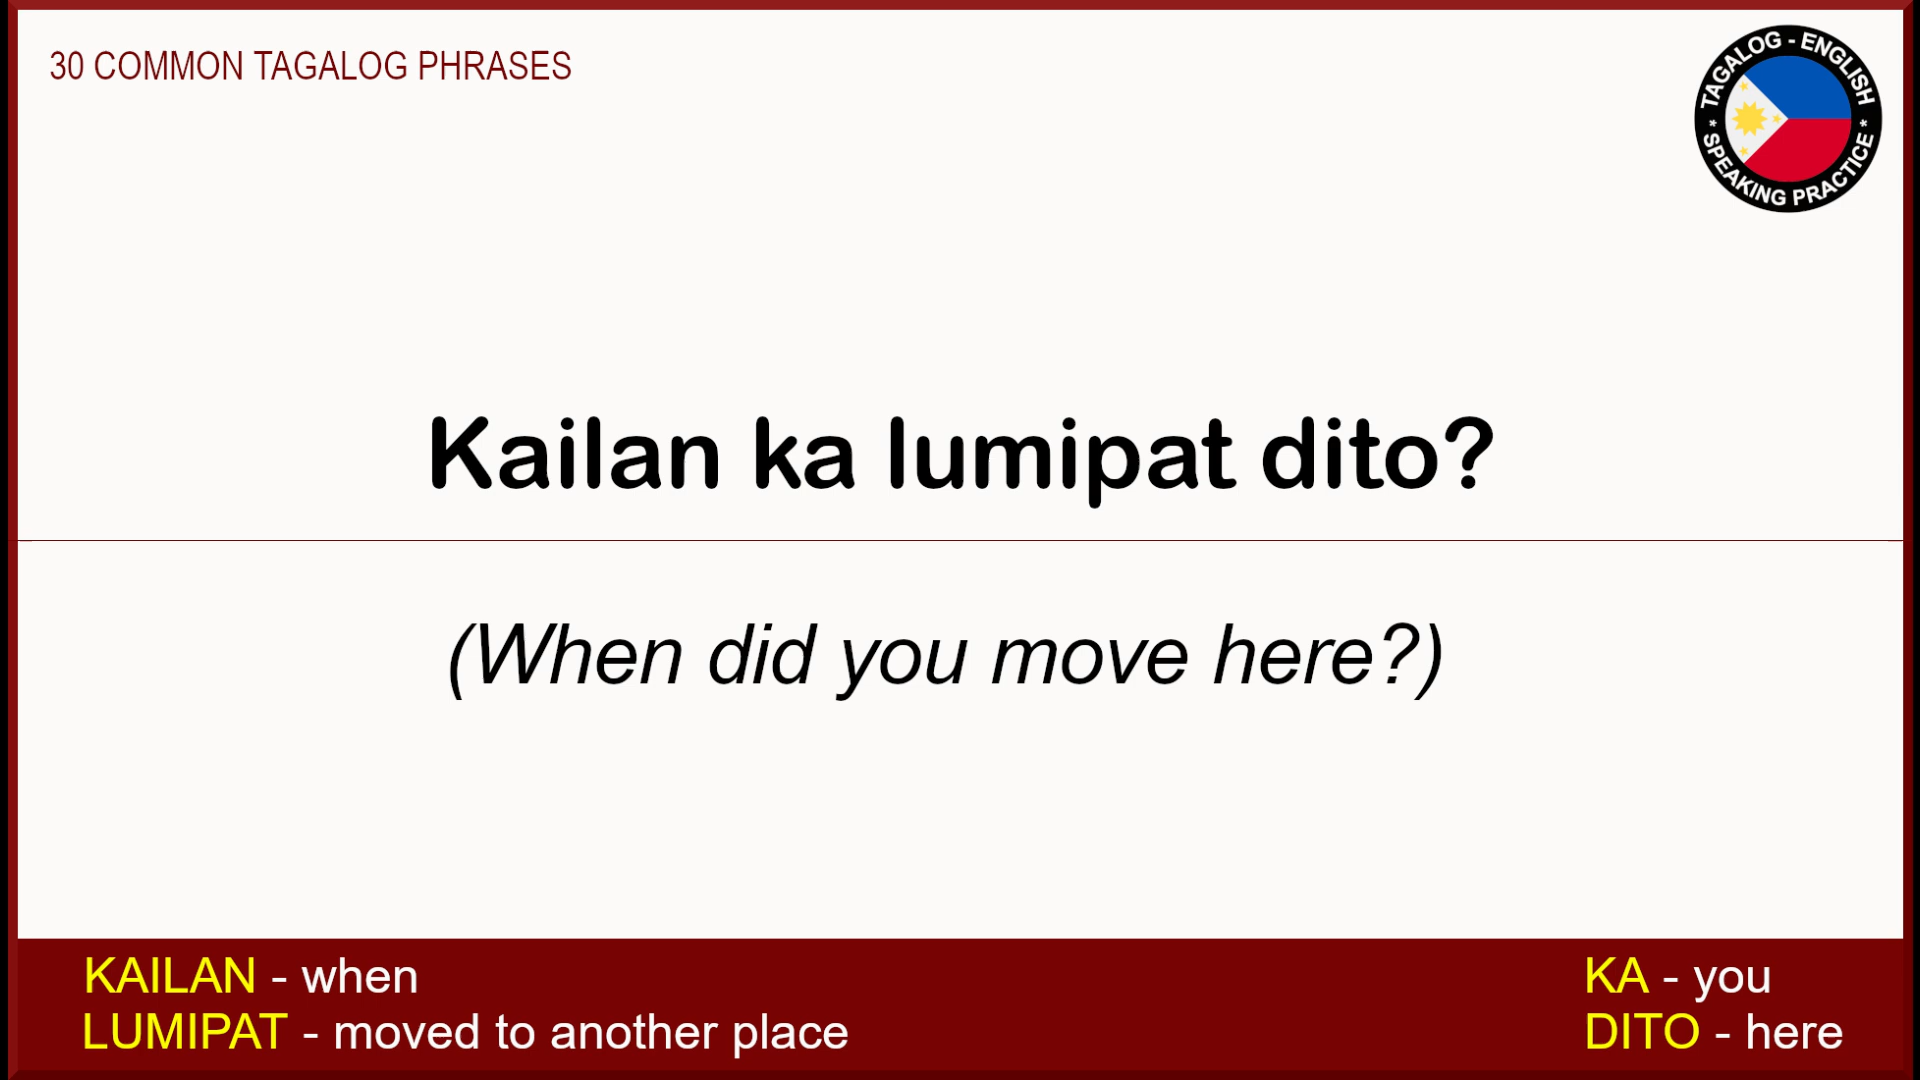 30 COMMON TAGALOG PHRASES
TAGALOG - ENGLISH
* SPEAKING PRACTICE *
Kailan ka lumipat dito?
(When did you move here?)
KAILAN - when
KA - you
LUMIPAT - moved to another place
DITO - here